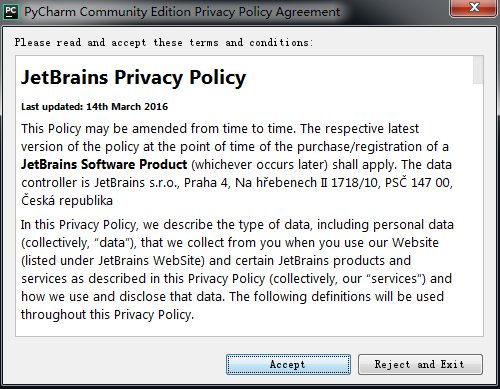 PyCharm Community Edition Privacy Policy Agreement
Please read and accept these terms and conditions:
JetBrains Privacy Policy
Last updated: 14th March 2016
This Policy may be amended from time to time. The respective latest
version of the policy at the point of time of the purchase/registration of a
JetBrains Software Product (whichever occurs later) shall apply. The data
controller is JetBrains s.r.o., Praha 4, Na hřebenech II 1718/10, PSČ 147 00,
Česká republika
In this Privacy Policy, we describe the type of data, including personal data
(collectively, “data”), that we collect from you when you use our Website
(listed under JetBrains WebSite) and certain JetBrains products and
services as described in this Privacy Policy (collectively, our “services”) and
how we use and disclose that data. The following definitions will be used
throughout this Privacy Policy.
Accept
Reject and Exit